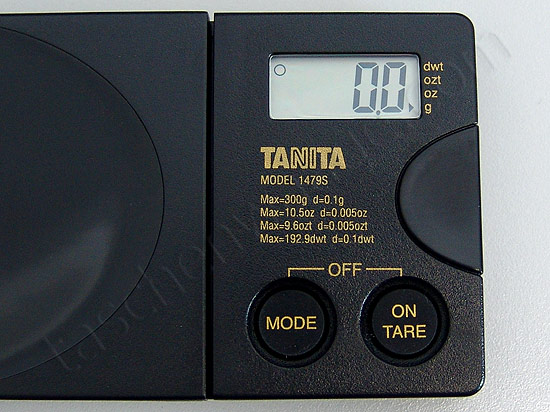 0.0
dwt
ozt
oz
g
TANITA
MODEL 1479S
Max=300g d=0.1g
Max=10.5oz d=0.005oz
Max=9.6ozt d=0.005ozt
Max=192.9dwt d=0.1dwt
OFF
MODE
ON
TARE